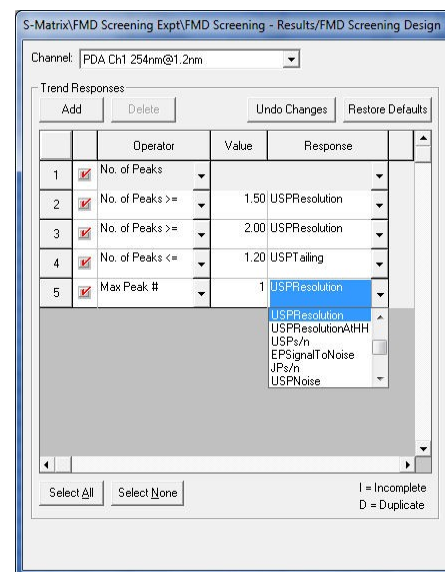 S-Matrix\FMD Screening Expt\FMD Screening - Results/FMD Screening Design
Channel: PDA Ch1 254nm@1.2nm
Trend Responses
Add Delete Undo Changes Restore Defaults
Operator Value Response
1 No. of Peaks
2 No. of Peaks >= 1.50 USPResolution
3 No. of Peaks >= 2.00 USPResolution
4 No. of Peaks <= 1.20 USPTailing
5 Max Peak # 1 USPResolution
USPResolution
USPResolutionAtHH
USPs/n
EPSignalToNoise
JPs/n
USPNoise
Select All Select None
I = Incomplete
D = Duplicate